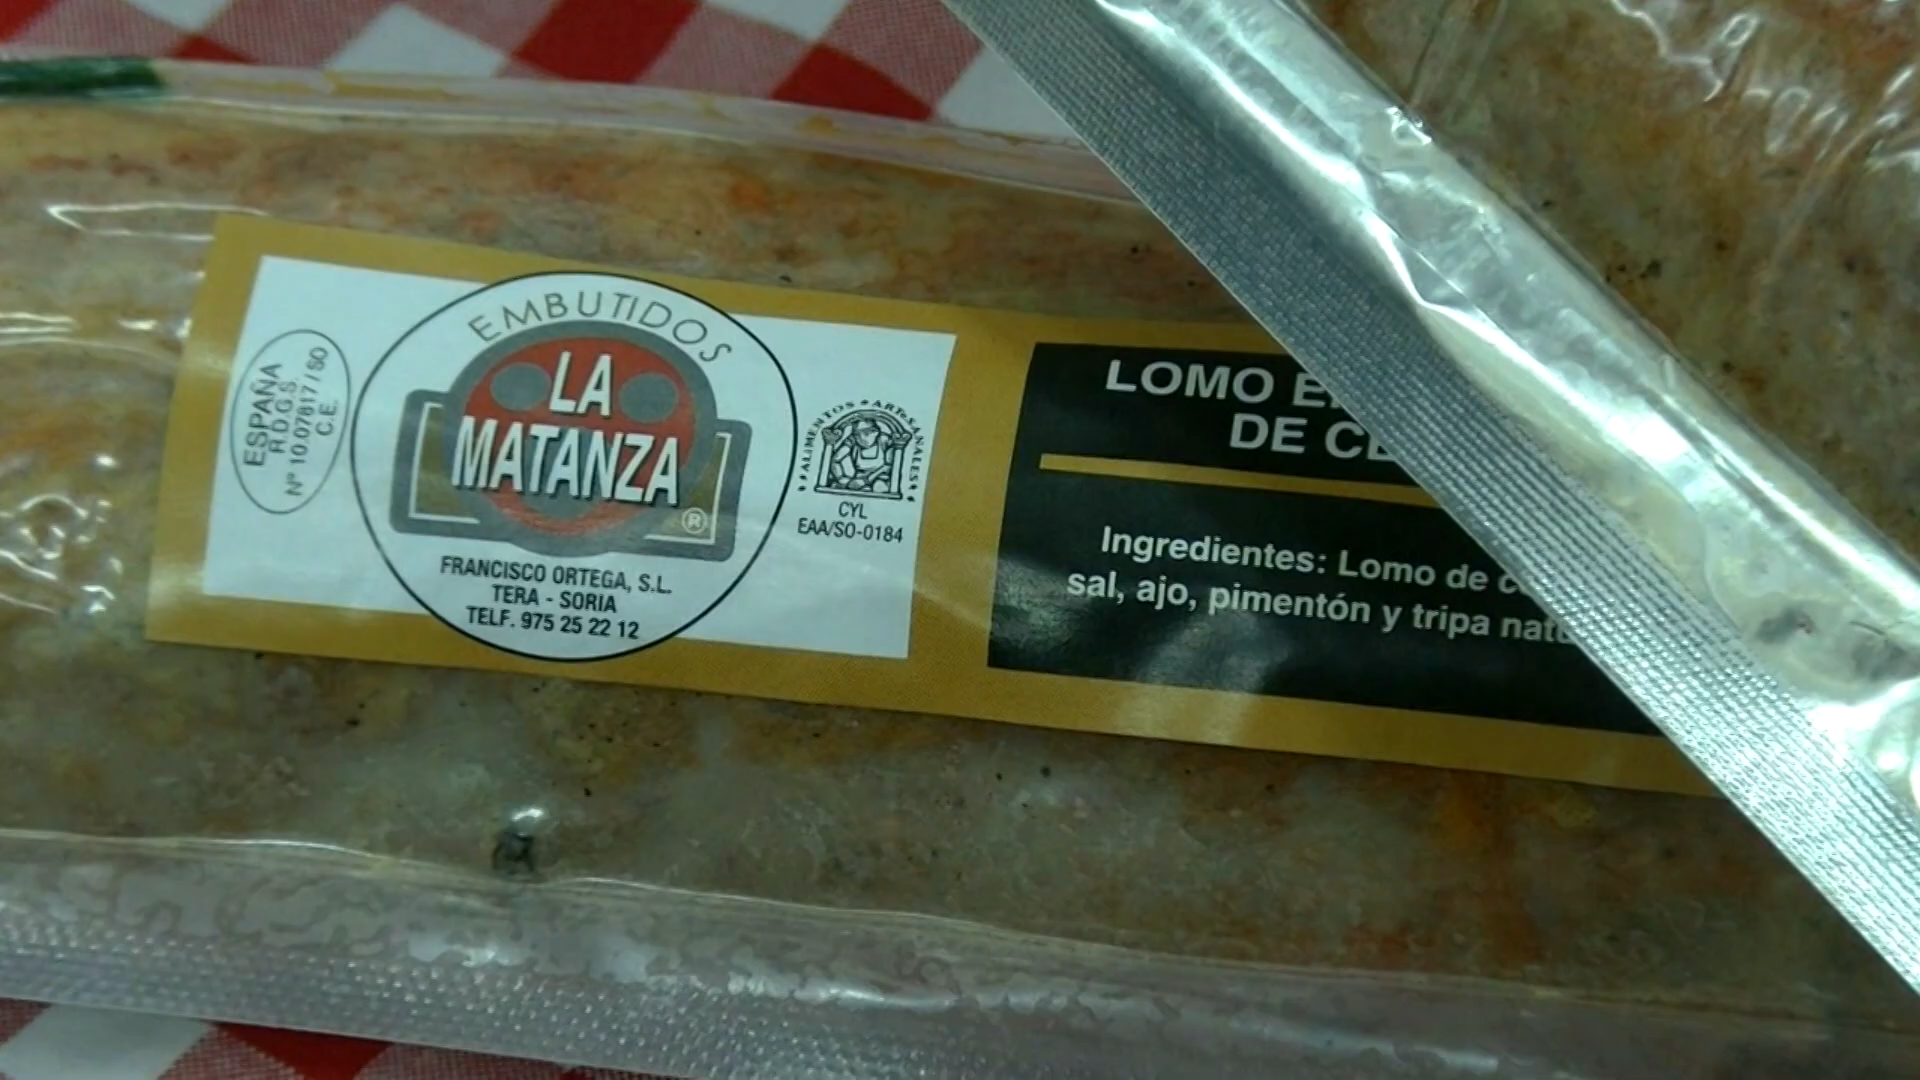 ESPAÑA
R.D.G.S.
Nº 10.07817/SO
C.E.
EMBUTIDOS
LA
MATANZA
®
FRANCISCO ORTEGA, S.L.
TERA - SORIA
TELF. 975 25 22 12
ALIMENTOS ARTESANALES
CYL
EAA/SO-0184
LOMO
DE
Ingredientes: Lomo de
sal, ajo, pimentón y tripa